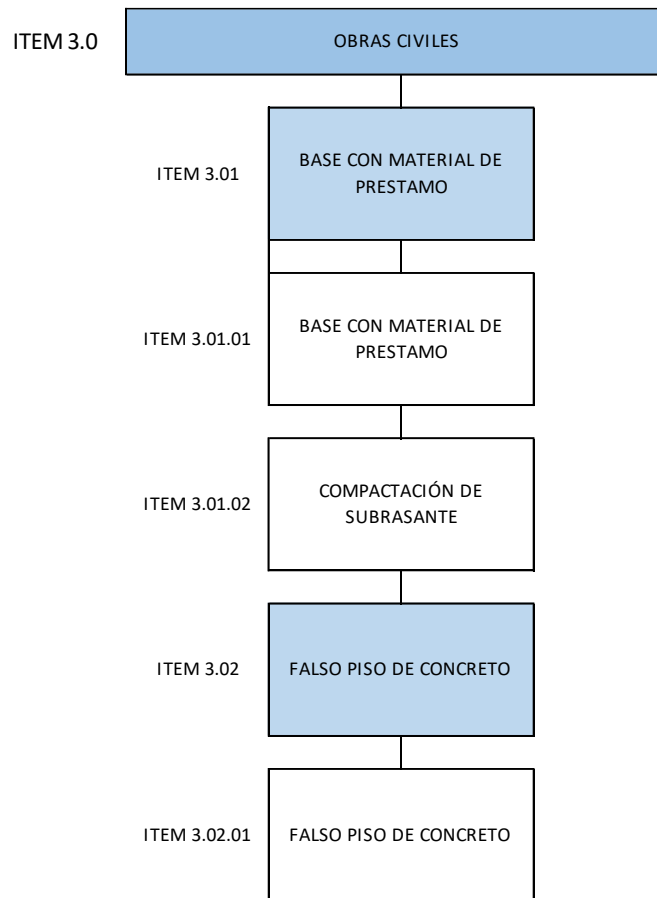 ITEM 3.0
OBRAS CIVILES
ITEM 3.01
BASE CON MATERIAL DE
PRESTAMO
ITEM 3.01.01
BASE CON MATERIAL DE
PRESTAMO
ITEM 3.01.02
COMPACTACIÓN DE
SUBRASANTE
ITEM 3.02
FALSO PISO DE CONCRETO
ITEM 3.02.01
FALSO PISO DE CONCRETO